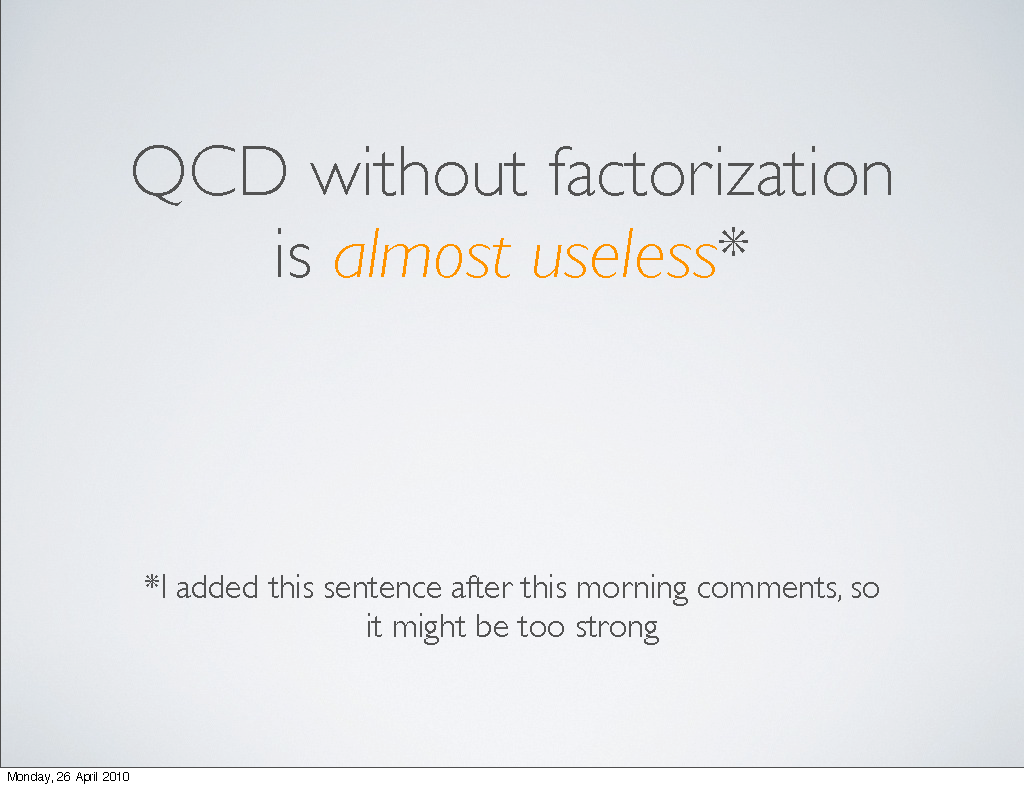 QCD without factorization
is almost useless*
*I added this sentence after this morning comments, so
it might be too strong
Monday, 26 April 2010